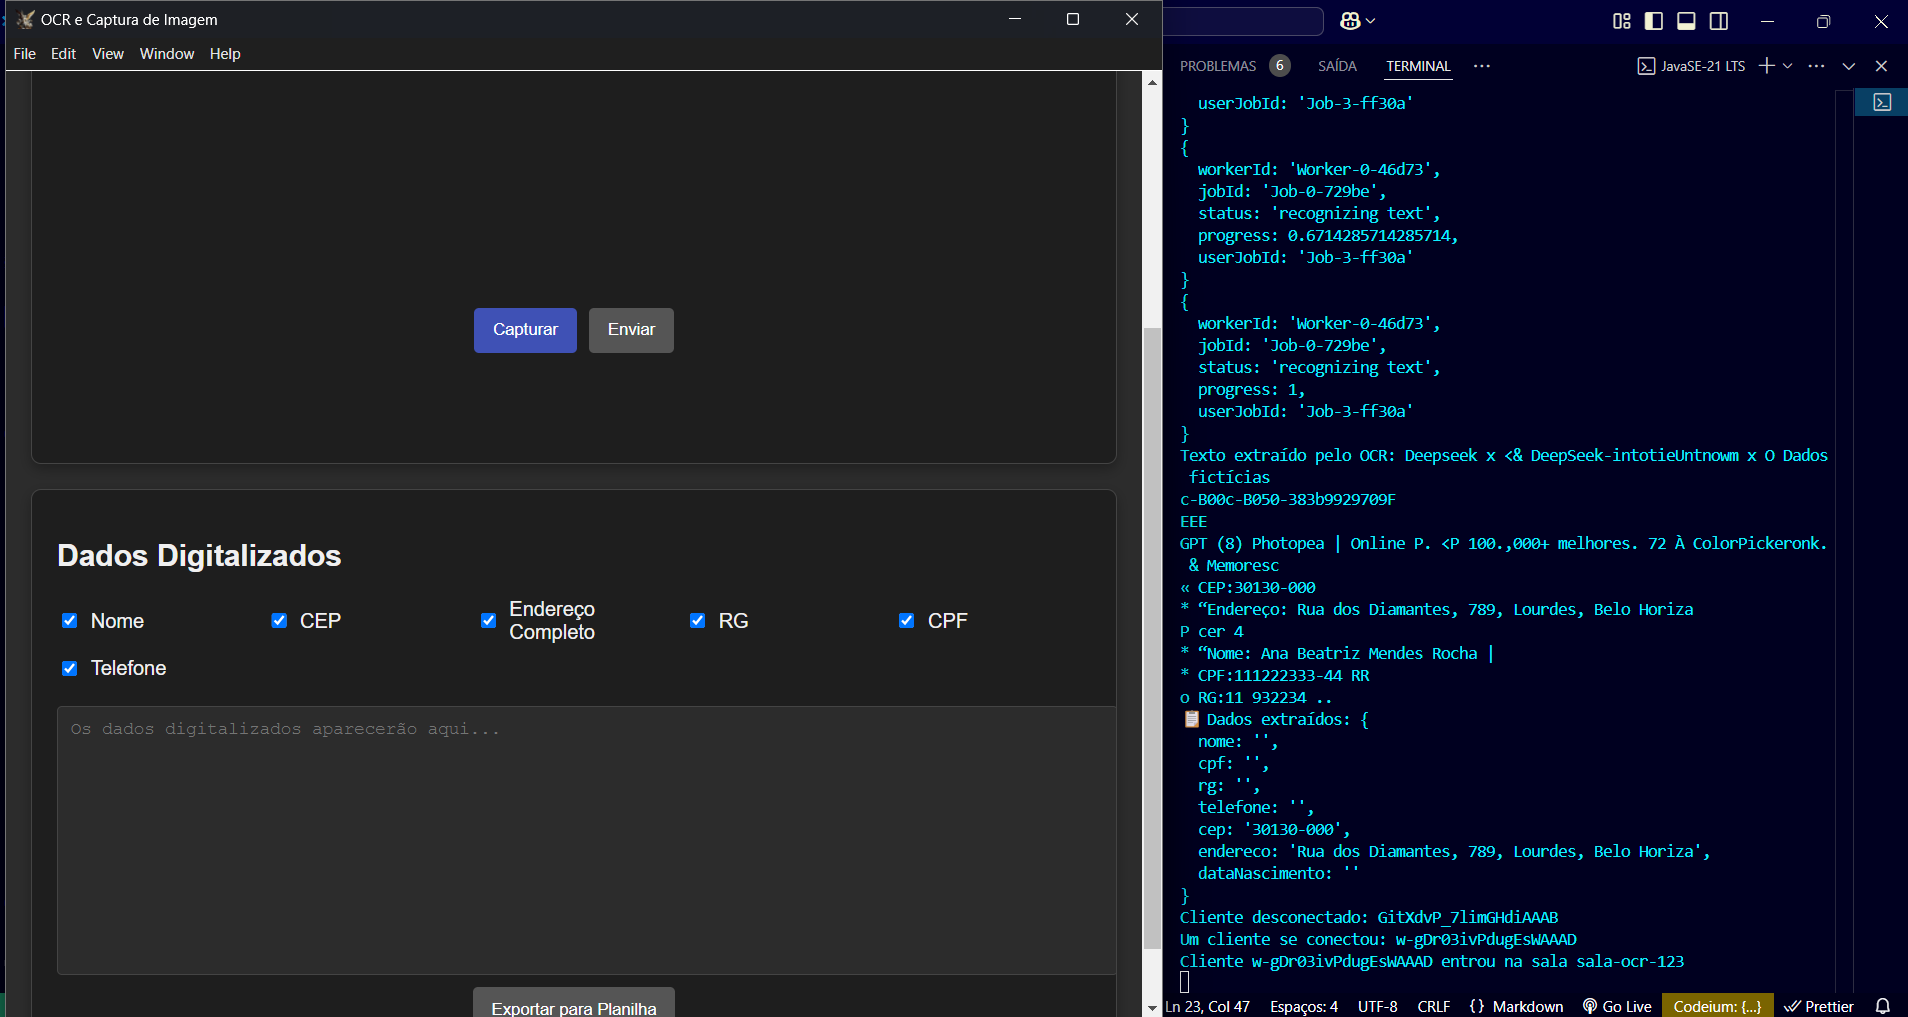 OCR e Captura de Imagem
File Edit View Window Help
Capturar Enviar
Dados Digitalizados
Nome
CEP
Endereço
Completo
RG
CPF
Telefone
Os dados digitalizados aparecerão aqui...
Exportar para Planilha
PROBLEMAS 6 SAÍDA TERMINAL ... JavaSE-21 LTS
userJobId: 'Job-3-ff30a'
}
{
workerId: 'Worker-0-46d73',
jobId: 'Job-0-729be',
status: 'recognizing text',
progress: 0.6714285714285714,
userJobId: 'Job-3-ff30a'
}
{
workerId: 'Worker-0-46d73',
jobId: 'Job-0-729be',
status: 'recognizing text',
progress: 1,
userJobId: 'Job-3-ff30a'
}
Texto extraído pelo OCR: Deepseek x <& DeepSeek-intotieUntnowm x O Dados
fictícias
c-B00c-B050-383b9929709F
EEE
GPT (8) Photopea | Online P. <P 100.,000+ melhores. 72 À ColorPickeronk.
& Memoresc
« CEP:30130-000
* “Endereço: Rua dos Diamantes, 789, Lourdes, Belo Horiza
P cer 4
* “Nome: Ana Beatriz Mendes Rocha |
* CPF:111222333-44 RR
o RG:11 932234 ..
📋 Dados extraídos: {
nome: '',
cpf: '',
rg: '',
telefone: '',
cep: '30130-000',
endereco: 'Rua dos Diamantes, 789, Lourdes, Belo Horiza',
dataNascimento: ''
}
Cliente desconectado: GitXdvP_7limGHdiAAAB
Um cliente se conectou: w-gDr03ivPdugEsWAAAD
Cliente w-gDr03ivPdugEsWAAAD entrou na sala sala-ocr-123
Ln 23, Col 47 Espaços: 4 UTF-8 CRLF {} Markdown Go Live Codeium: {...} Prettier